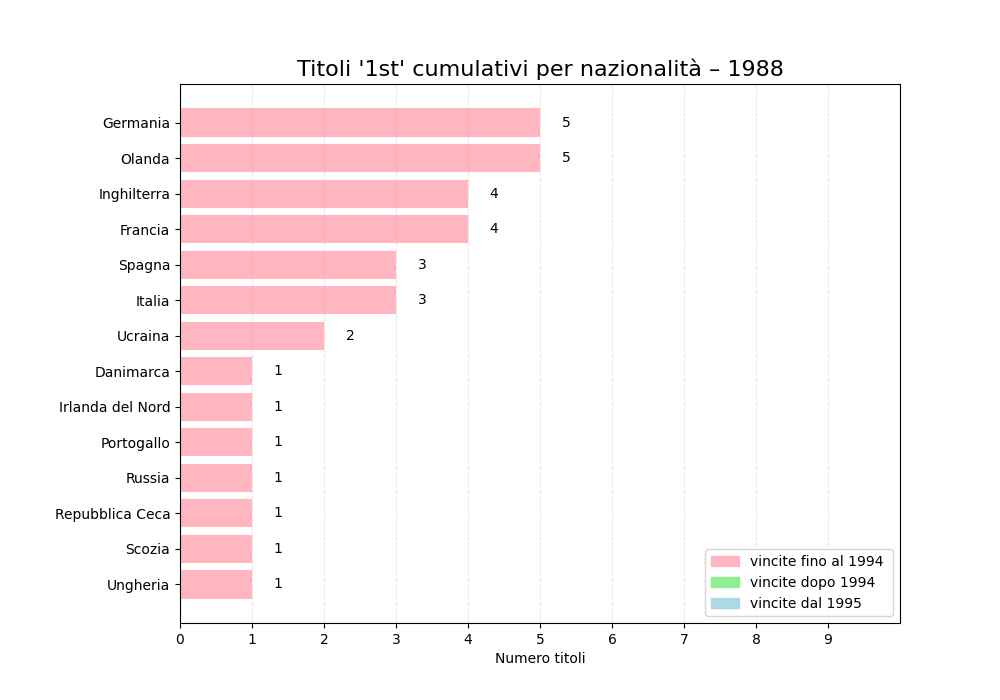 Titoli '1st' cumulativi per nazionalità – 1988
Germania 5
Olanda 5
Inghilterra 4
Francia 4
Spagna 3
Italia 3
Ucraina 2
Danimarca 1
Irlanda del Nord 1
Portogallo 1
Russia 1
Repubblica Ceca 1
Scozia 1
Ungheria 1
vincite fino al 1994
vincite dopo 1994
vincite dal 1995
0 1 2 3 4 5 6 7 8 9
Numero titoli